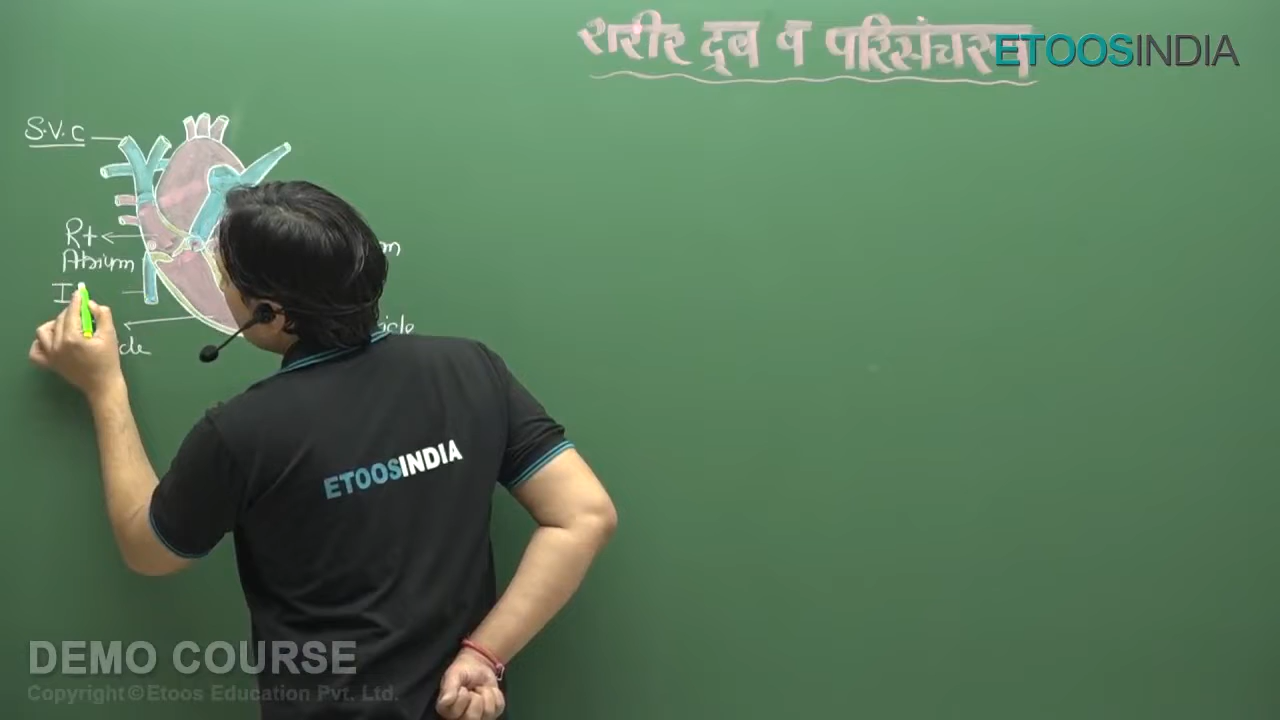 शरीर द्रव व परिसंचरण
ETOOSINDIA
S.V.C
Rt
Atrium
I
ETOOSINDIA
DEMO COURSE
Copyright©Etoos Education Pvt. Ltd.